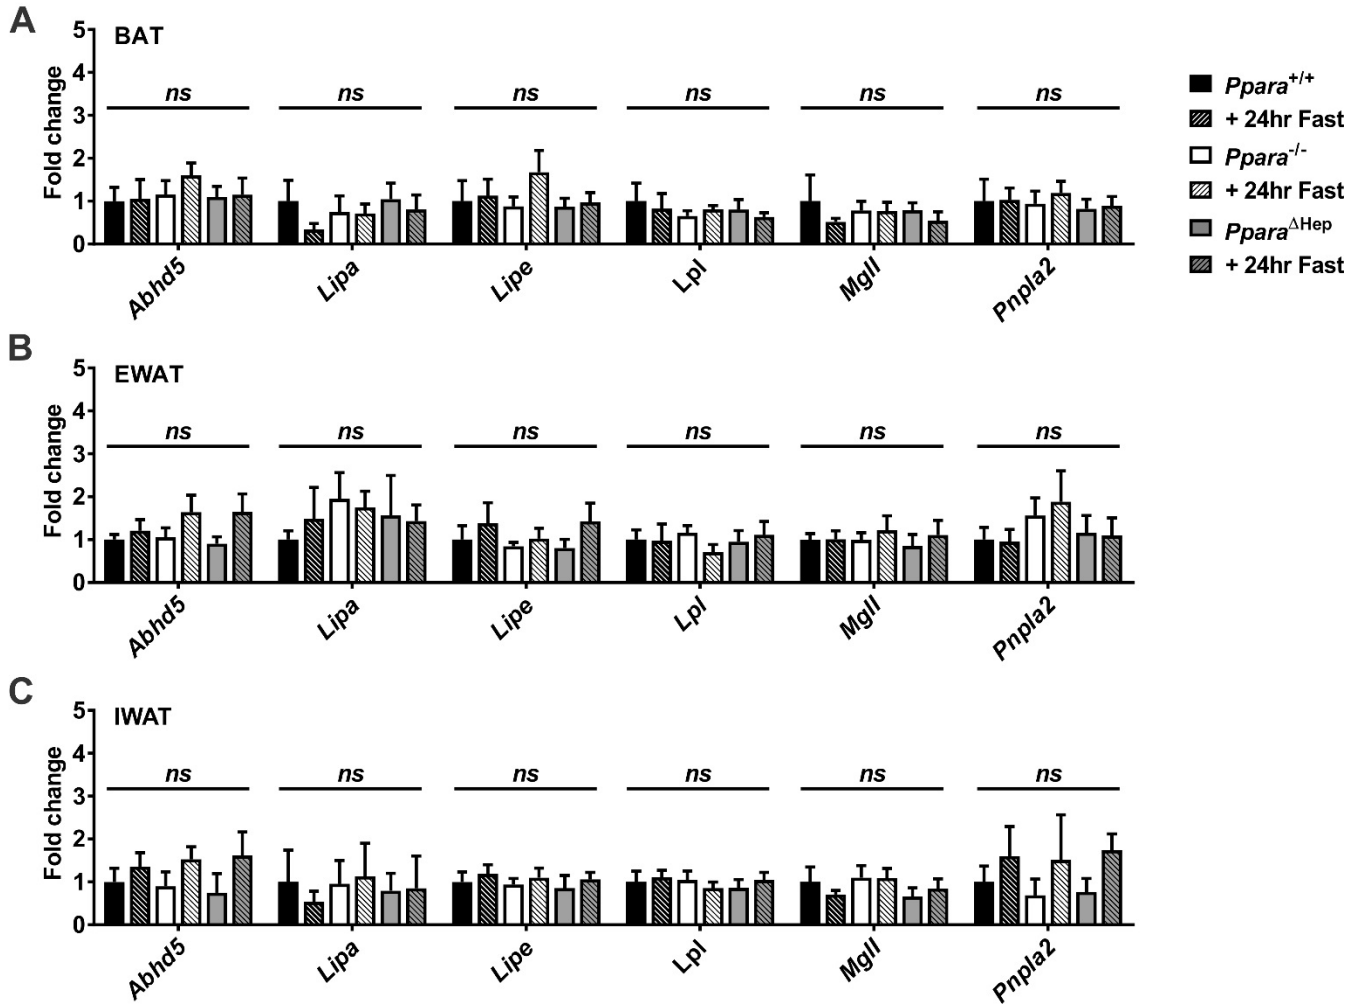 A
BAT
5
4
3
2
1
0
Fold change
ns ns ns ns ns ns
Abhd5 Lipa Lipe Lpl Mgll Pnpla2
Ppara+/+
+ 24hr Fast
Ppara-/-
+ 24hr Fast
PparaΔHep
+ 24hr Fast
B
EWAT
5
4
3
2
1
0
Fold change
ns ns ns ns ns ns
Abhd5 Lipa Lipe Lpl Mgll Pnpla2
C
IWAT
5
4
3
2
1
0
Fold change
ns ns ns ns ns ns
Abhd5 Lipa Lipe Lpl Mgll Pnpla2